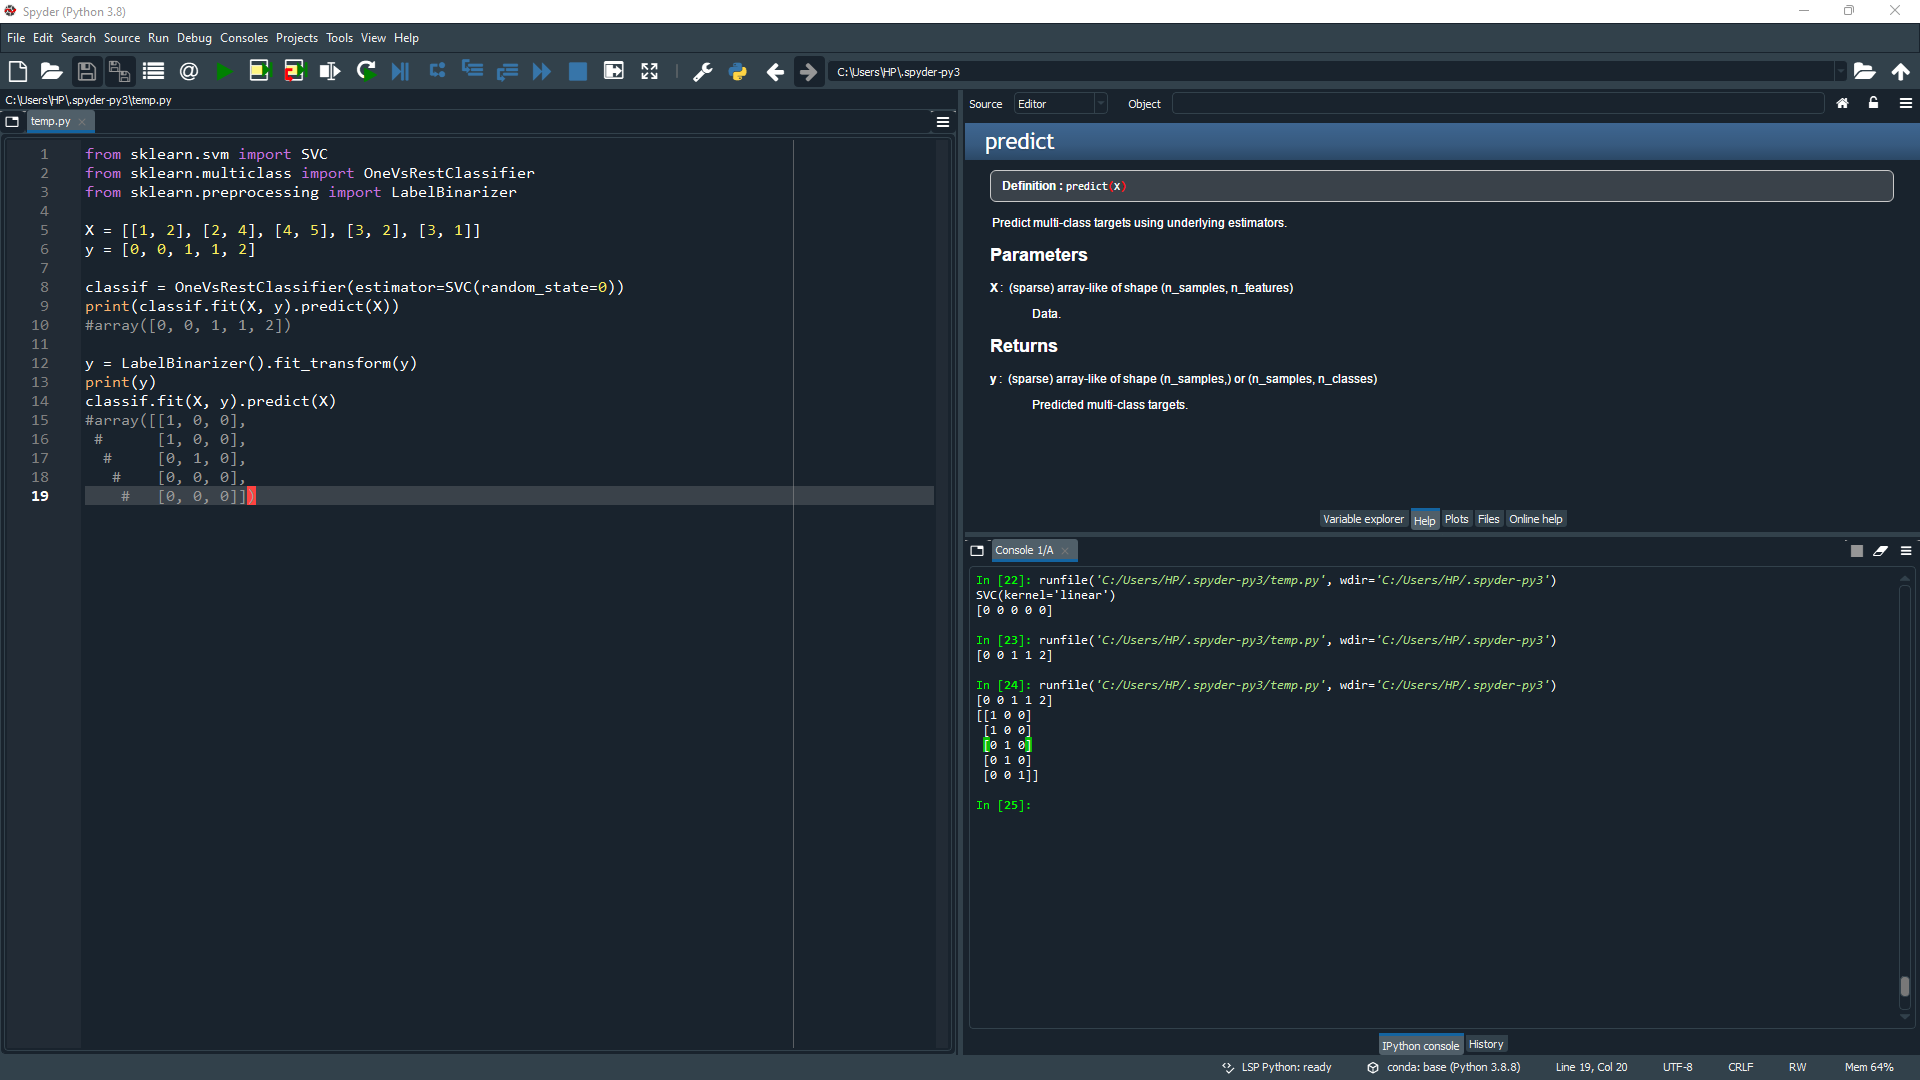 Spyder (Python 3.8)
File Edit Search Source Run Debug Consoles Projects Tools View Help
C:\Users\HP\.spyder-py3
C:\Users\HP\.spyder-py3\temp.py
temp.py
1 from sklearn.svm import SVC
2 from sklearn.multiclass import OneVsRestClassifier
3 from sklearn.preprocessing import LabelBinarizer
4
5 X = [[1, 2], [2, 4], [4, 5], [3, 2], [3, 1]]
6 y = [0, 0, 1, 1, 2]
7
8 classif = OneVsRestClassifier(estimator=SVC(random_state=0))
9 print(classif.fit(X, y).predict(X))
10 #array([0, 0, 1, 1, 2])
11
12 y = LabelBinarizer().fit_transform(y)
13 print(y)
14 classif.fit(X, y).predict(X)
15 #array([[1, 0, 0],
16 # [1, 0, 0],
17 # [0, 1, 0],
18 # [0, 0, 0],
19 # [0, 0, 0]])
Source Editor Object
predict
Definition : predict(X)
Predict multi-class targets using underlying estimators.
Parameters
X : (sparse) array-like of shape (n_samples, n_features)
Data.
Returns
y : (sparse) array-like of shape (n_samples,) or (n_samples, n_classes)
Predicted multi-class targets.
Variable explorer Help Plots Files Online help
Console 1/A
In [22]: runfile('C:/Users/HP/.spyder-py3/temp.py', wdir='C:/Users/HP/.spyder-py3')
SVC(kernel='linear')
[0 0 0 0 0]
In [23]: runfile('C:/Users/HP/.spyder-py3/temp.py', wdir='C:/Users/HP/.spyder-py3')
[0 0 1 1 2]
In [24]: runfile('C:/Users/HP/.spyder-py3/temp.py', wdir='C:/Users/HP/.spyder-py3')
[0 0 1 1 2]
[[1 0 0]
[1 0 0]
[0 1 0]
[0 1 0]
[0 0 1]]
In [25]:
IPython console History
LSP Python: ready conda: base (Python 3.8.8) Line 19, Col 20 UTF-8 CRLF RW Mem 64%